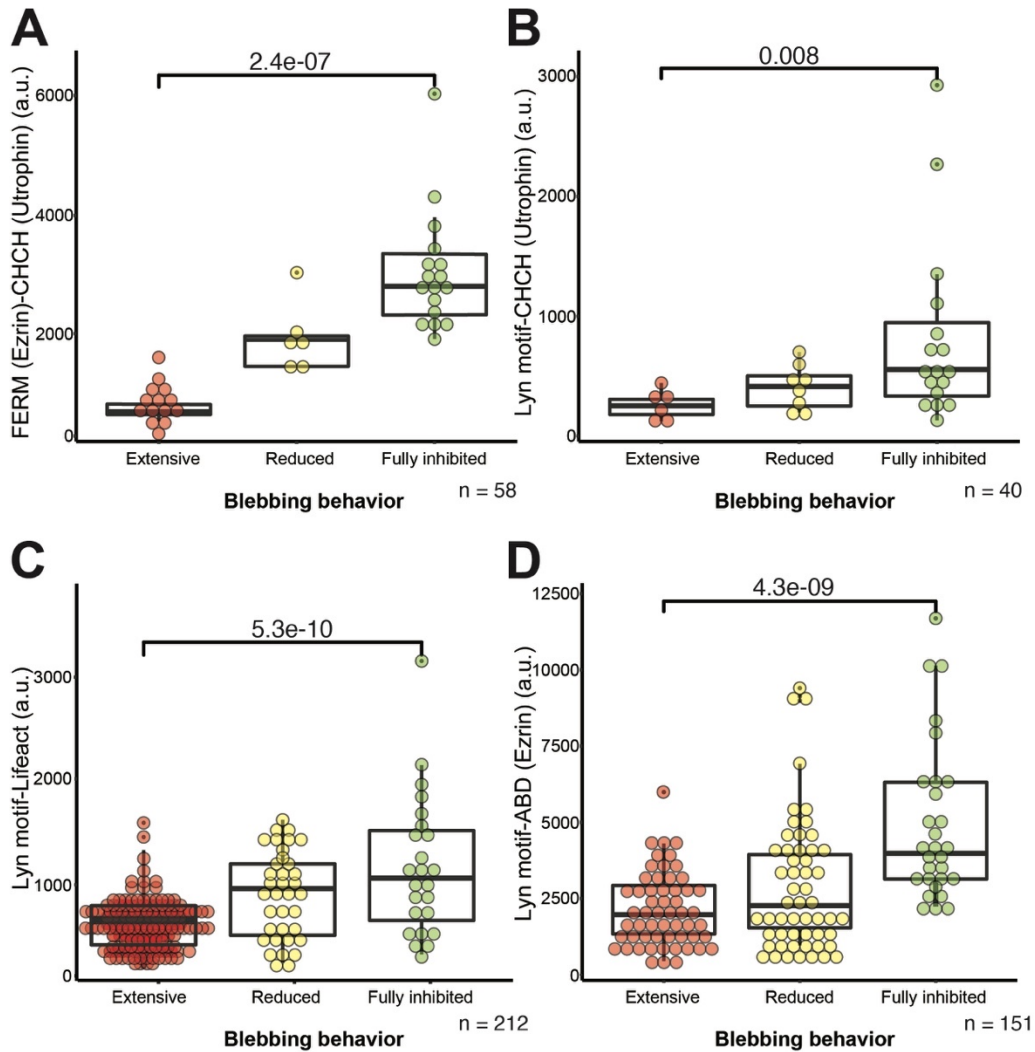 A
FERM (Ezrin)-CHCH (Utrophin) (a.u.)
6000
4000
2000
0
2.4e-07
Extensive
Reduced
Fully inhibited
Blebbing behavior
n = 58
B
Lyn motif-CHCH (Utrophin) (a.u.)
3000
2000
1000
0
0.008
Extensive
Reduced
Fully inhibited
Blebbing behavior
n = 40
C
Lyn motif-Lifeact (a.u.)
3000
2000
1000
0
5.3e-10
Extensive
Reduced
Fully inhibited
Blebbing behavior
n = 212
D
Lyn motif-ABD (Ezrin) (a.u.)
12500
10000
7500
5000
2500
0
4.3e-09
Extensive
Reduced
Fully inhibited
Blebbing behavior
n = 151